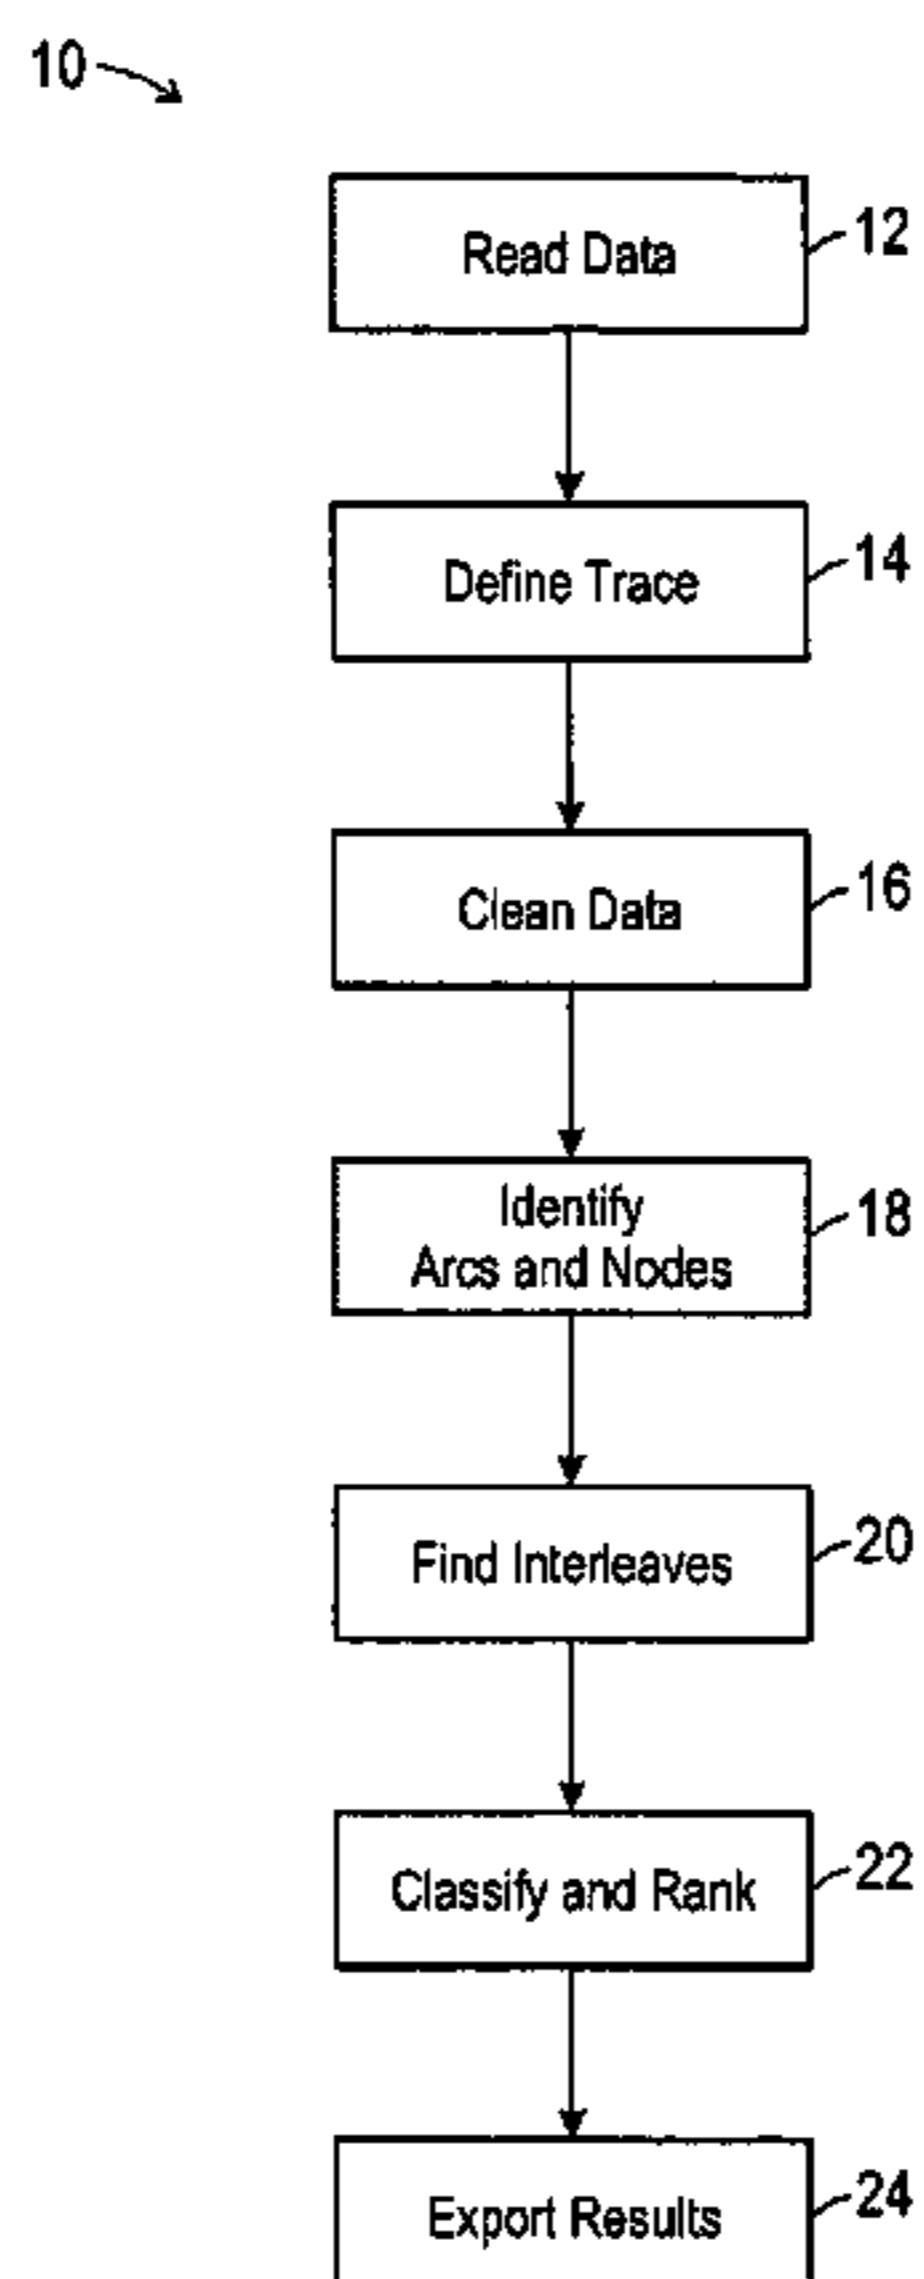 10
Read Data
12
Define Trace
14
Clean Data
16
Identify
Arcs and Nodes
18
Find Interleaves
20
Classify and Rank
22
Export Results
24